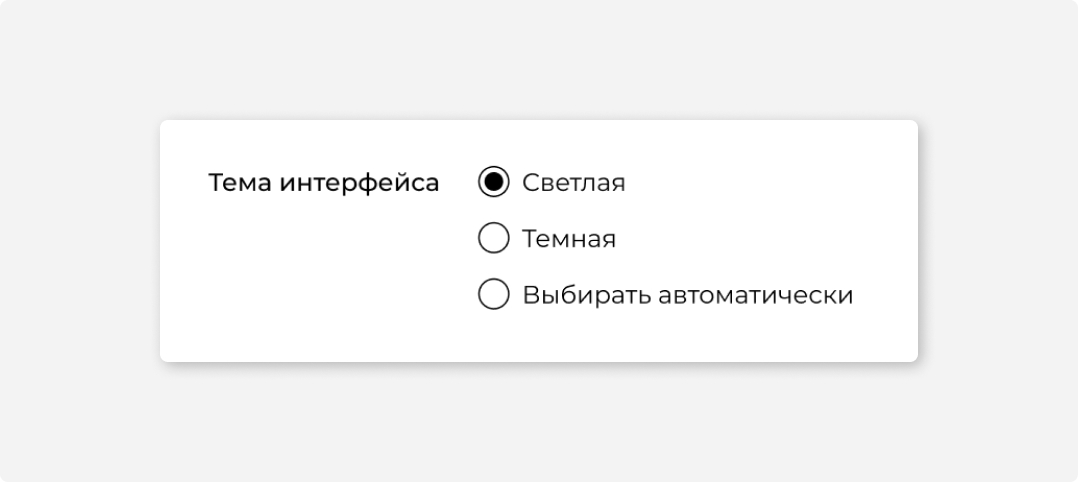 Тема интерфейса Светлая
Темная
Выбирать автоматически